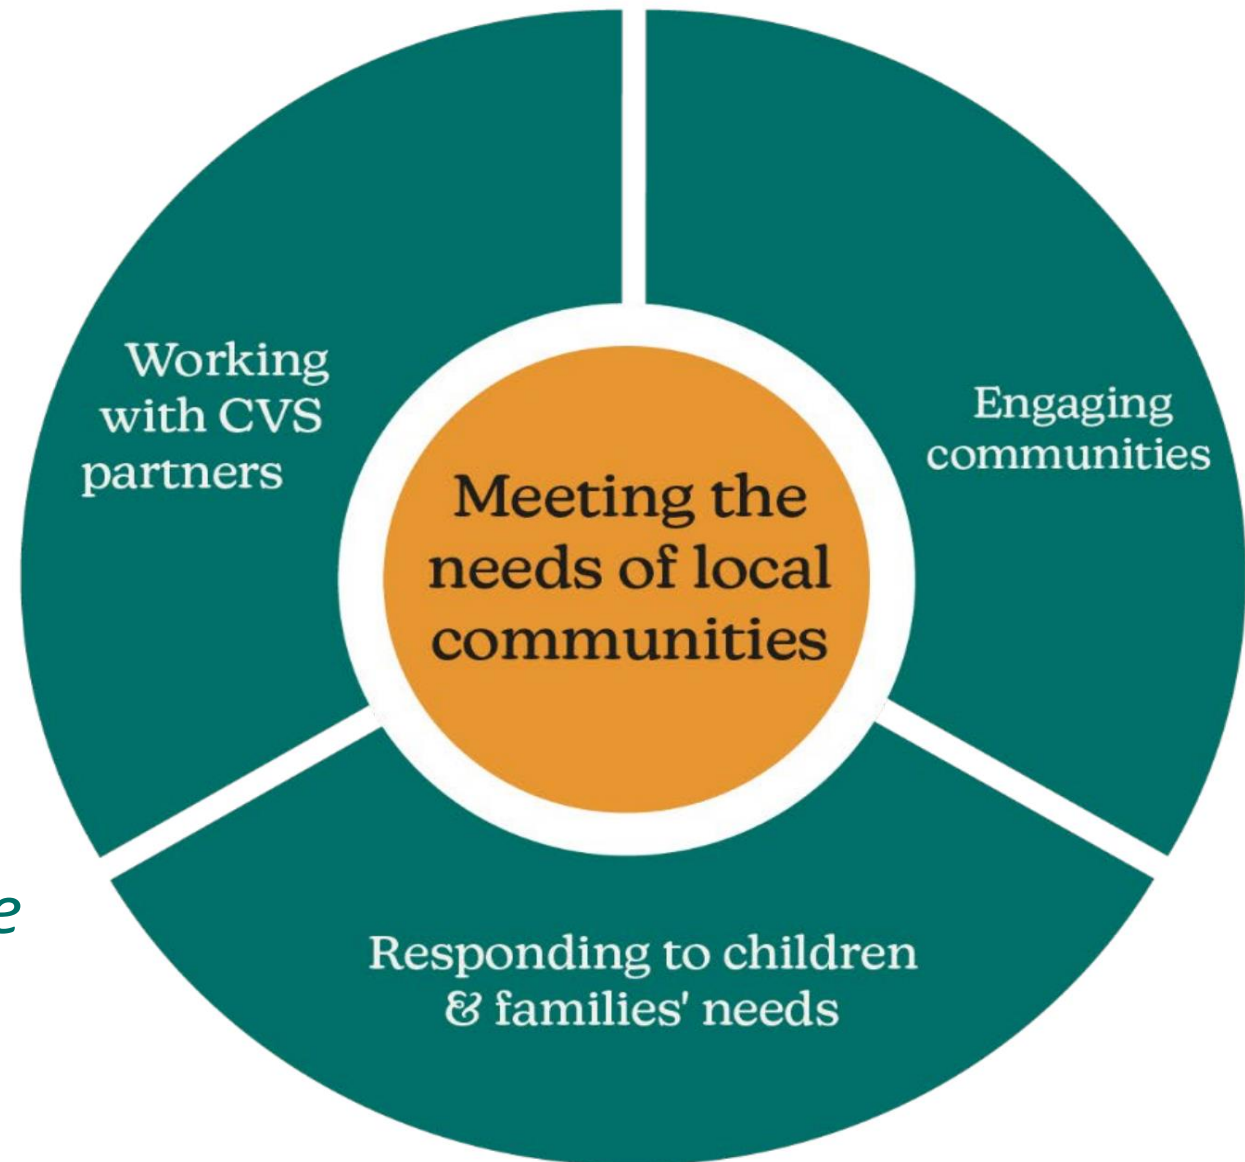 Working
with CVS
partners
Engaging
communities
Meeting the
needs of local
communities
e
Responding to children
& families' needs